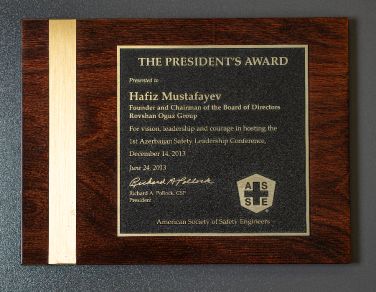 THE PRESIDENT'S AWARD
Presented to
Hafiz Mustafayev
Founder and Chairman of the Board of Directors
Rovshan Oguz Group
For vision, leadership and courage in hosting the
1st Azerbaijan Safety Leadership Conference,
December 14, 2013
June 24, 2013
Richard A Pollock
Richard A. Pollock, CSP
President
A S
S E
American Society of Safety Engineers